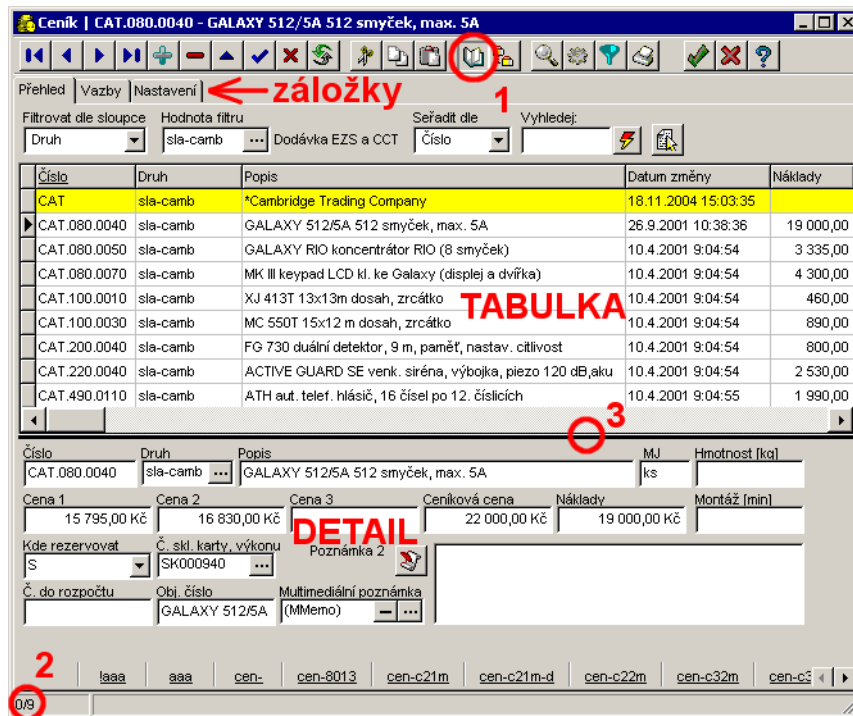 Ceník | CAT.080.0040 - GALAXY 512/5A 512 smyček, max. 5A
Přehled Vazby Nastavení záložky 1
Filtrovat dle sloupce Hodnota filtru Seřadit dle Vyhledej:
Druh sla-camb ... Dodávka EZS a CCT Číslo
Číslo Druh Popis Datum změny Náklady
CAT sla-camb *Cambridge Trading Company 18.11.2004 15:03:35
CAT.080.0040 sla-camb GALAXY 512/5A 512 smyček, max. 5A 26.9.2001 10:38:36 19 000,00
CAT.080.0050 sla-camb GALAXY RIO koncentrátor RIO (8 smyček) 10.4.2001 9:04:54 3 335,00
CAT.080.0070 sla-camb MK III keypad LCD kl. ke Galaxy (displej a dvířka) 10.4.2001 9:04:54 4 300,00
CAT.100.0010 sla-camb XJ 413T 13x13m dosah, zrcátko 10.4.2001 9:04:54 460,00
TABULKA
CAT.100.0030 sla-camb MC 550T 15x12 m dosah, zrcátko 10.4.2001 9:04:54 890,00
CAT.200.0040 sla-camb FG 730 duální detektor, 9 m, paměť, nastav. citlivost 10.4.2001 9:04:54 800,00
CAT.220.0040 sla-camb ACTIVE GUARD SE venk. siréna, výbojka, piezo 120 dB,aku 10.4.2001 9:04:54 2 530,00
CAT.490.0110 sla-camb ATH aut. telef. hlásič, 16 čísel po 12. číslicích 10.4.2001 9:04:55 1 990,00
3
Číslo Druh Popis MJ Hmotnost [kg]
CAT.080.0040 sla-camb ... GALAXY 512/5A 512 smyček, max. 5A ks
Cena 1 Cena 2 Cena 3 Ceníková cena Náklady Montáž [min]
15 795,00 Kč 16 830,00 Kč 22 000,00 Kč 19 000,00 Kč
DETAIL
Kde rezervovat Č. skl. karty, výkonu Poznámka 2
S SK000940 ...
Č. do rozpočtu Obj. číslo Multimediální poznámka
GALAXY 512/5A (MMemo) ...
2
!aaa aaa cen- cen-8013 cen-c21m cen-c21m-d cen-c22m cen-c32m cen-c3
0/9